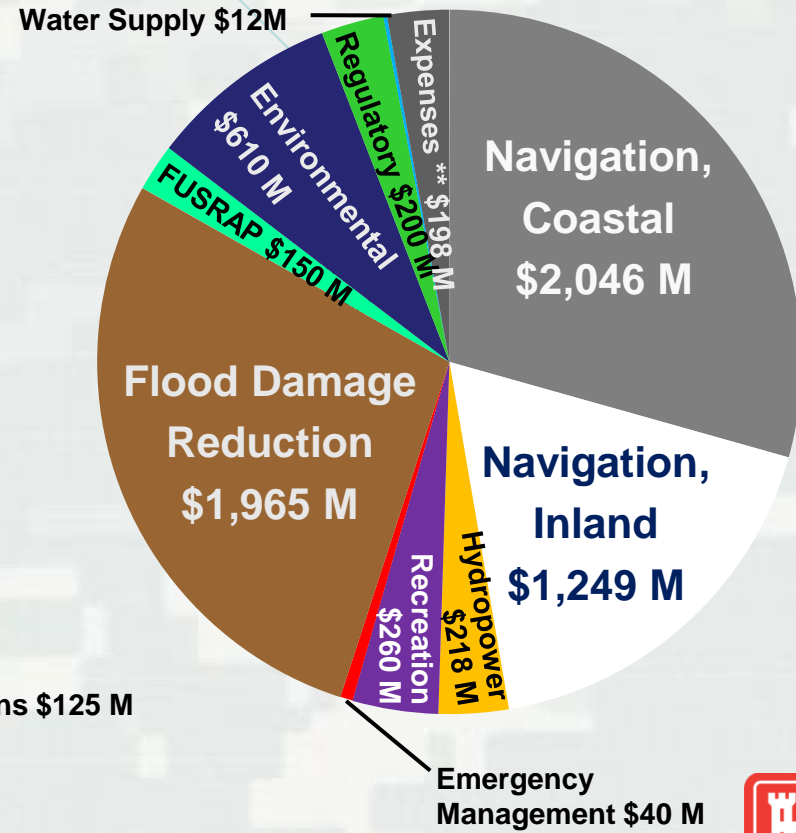 Water Supply $12M
Expenses ** $198 M
Regulatory $200 M
Environmental
$610 M
FUSRAP $150 M
Navigation,
Coastal
$2,046 M
Flood Damage
Reduction
$1,965 M
Navigation,
Inland
$1,249 M
Hydropower
$218 M
Recreation
$260 M
$125 M
Emergency
Management $40 M